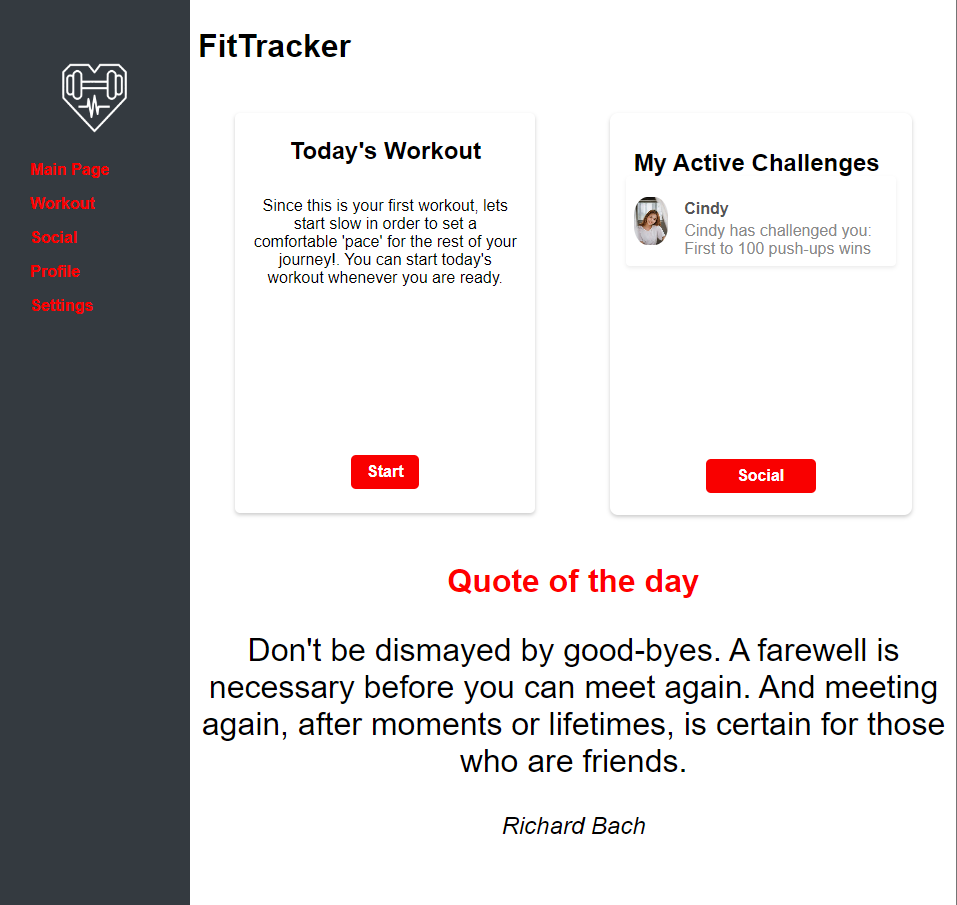 FitTracker
Main Page
Workout
Social
Profile
Settings
Today's Workout
Since this is your first workout, lets
start slow in order to set a
comfortable 'pace' for the rest of your
journey!. You can start today's
workout whenever you are ready.
Start
My Active Challenges
Cindy
Cindy has challenged you:
First to 100 push-ups wins
Social
Quote of the day
Don't be dismayed by good-byes. A farewell is
necessary before you can meet again. And meeting
again, after moments or lifetimes, is certain for those
who are friends.
Richard Bach